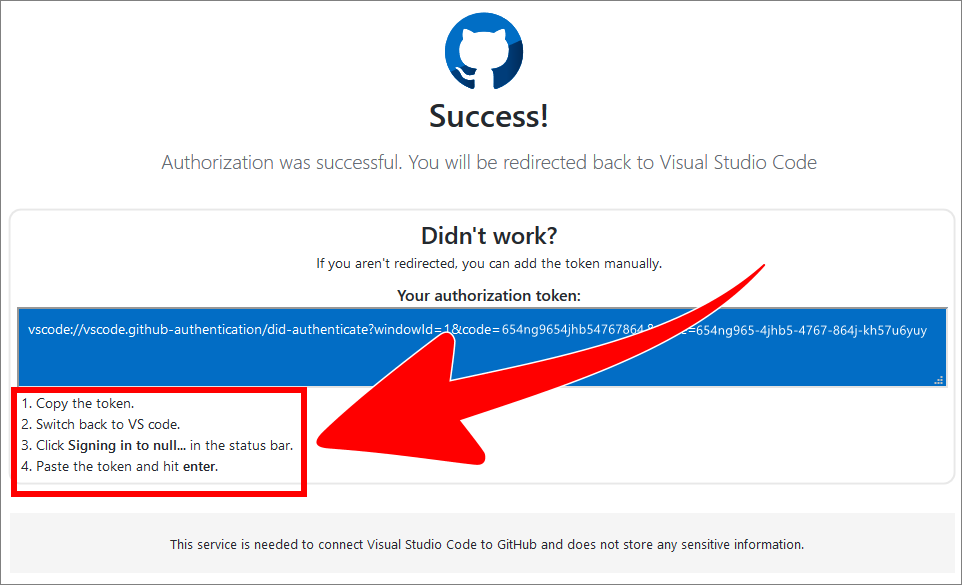 Success!
Authorization was successful. You will be redirected back to Visual Studio Code
Didn't work?
If you aren't redirected, you can add the token manually.
Your authorization token:
vscode://vscode.github-authentication/did-authenticate?windowId=1&code=654ng9654jhb54767864 =654ng965-4jhb5-4767-864j-kh57u6yuy
1. Copy the token.
2. Switch back to VS code.
3. Click Signing in to null... in the status bar.
4. Paste the token and hit enter.
This service is needed to connect Visual Studio Code to GitHub and does not store any sensitive information.